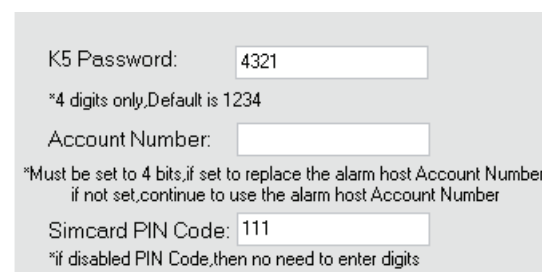 K5 Password: 4321
*4 digits only,Default is 1234
Account Number:
*Must be set to 4 bits,if set to replace the alarm host Account Number
if not set,continue to use the alarm host Account Number
Simcard PIN Code: 111
*if disabled PIN Code,then no need to enter digits